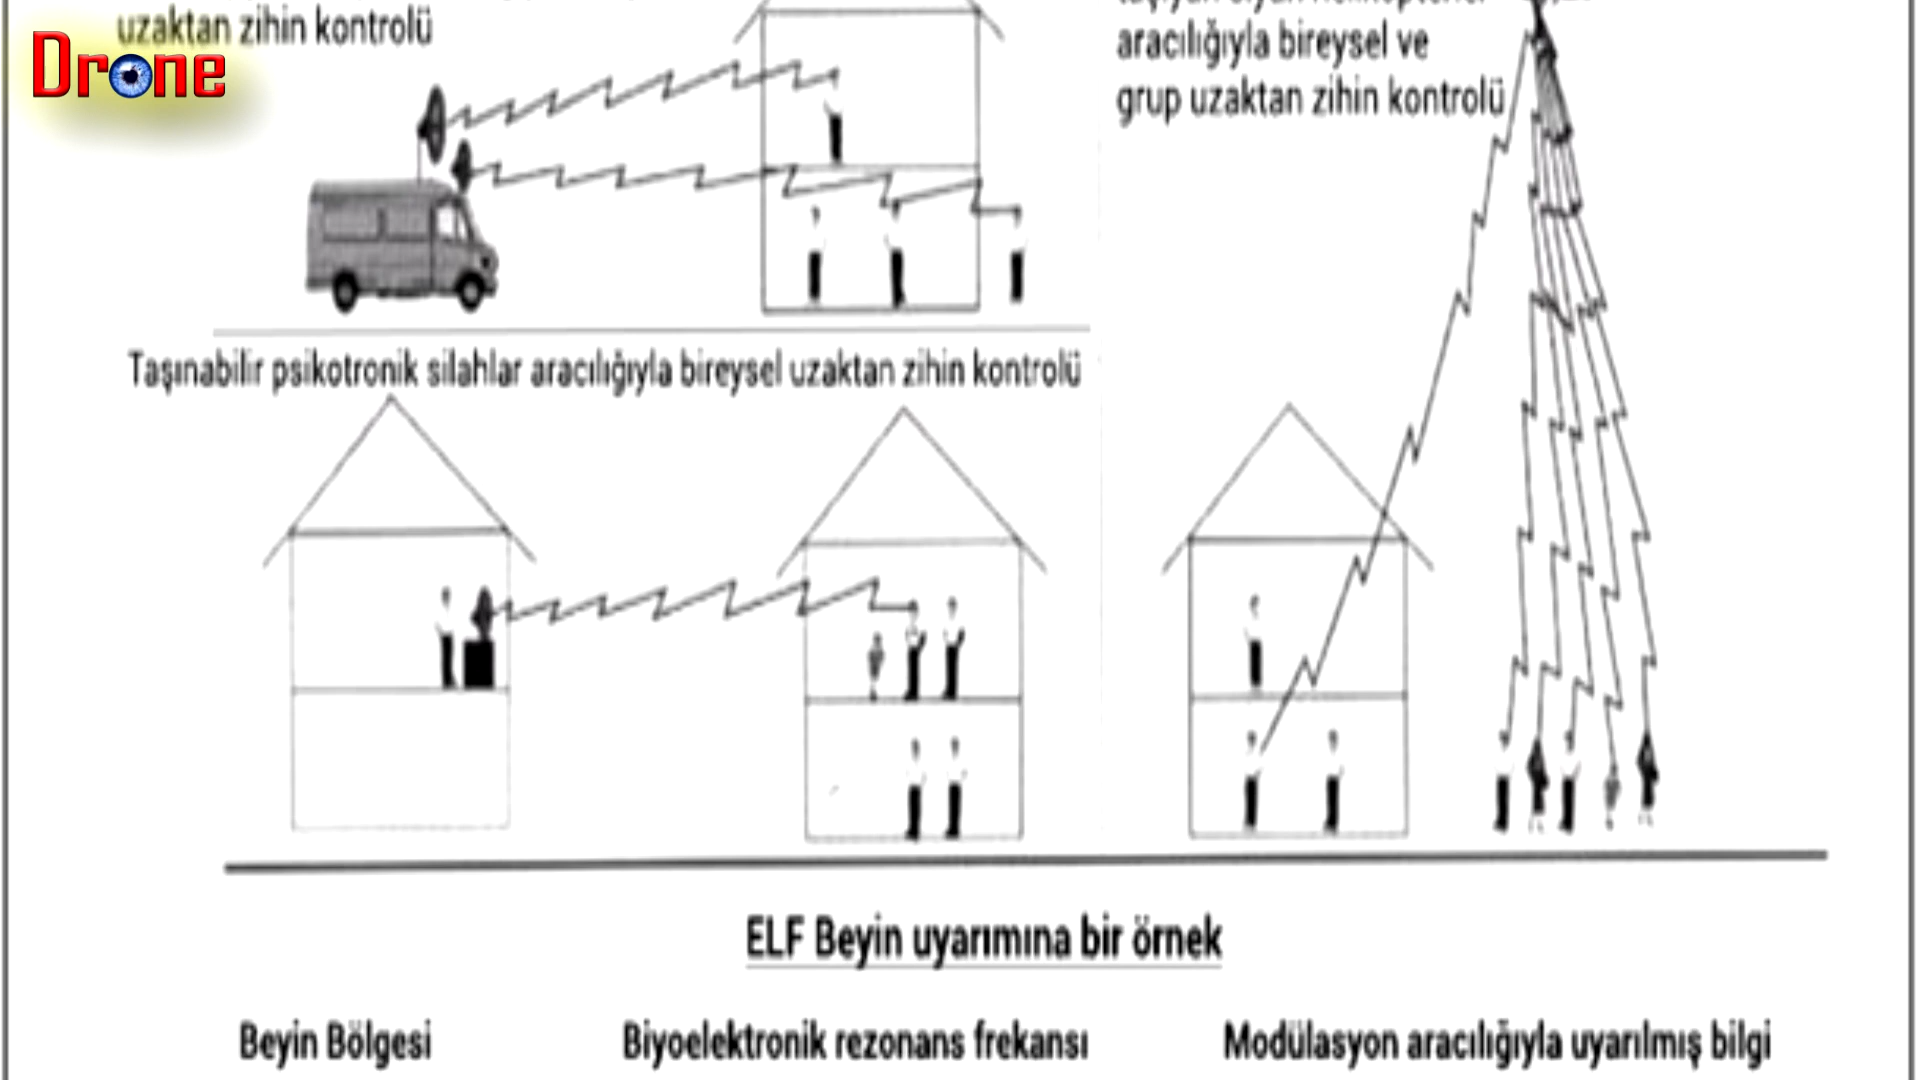 uzaktan zihin kontrolü
Drone
aracılığıyla bireysel ve
grup uzaktan zihin kontrolü
Taşınabilir psikotronik silahlar aracılığıyla bireysel uzaktan zihin kontrolü
ELF Beyin uyarımına bir örnek
Beyin Bölgesi
Biyoelektronik rezonans frekansı
Modülasyon aracılığıyla uyarılmış bilgi